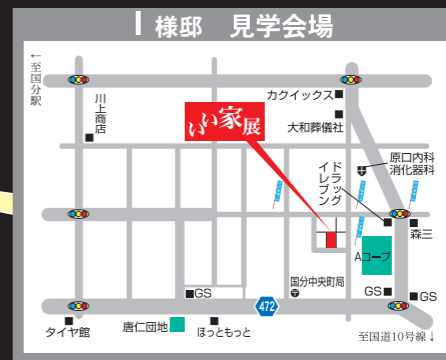 I 様邸 見学会場
←至国分駅
川上商店
カクイックス
大和葬儀社
いい家展
原口内科
消化器科
ドラッグ
イレブン
森三
Aコープ
国分中央町局
472
GS
GS
GS
タイヤ館
唐仁団地
ほっともっと
至国道10号線↓